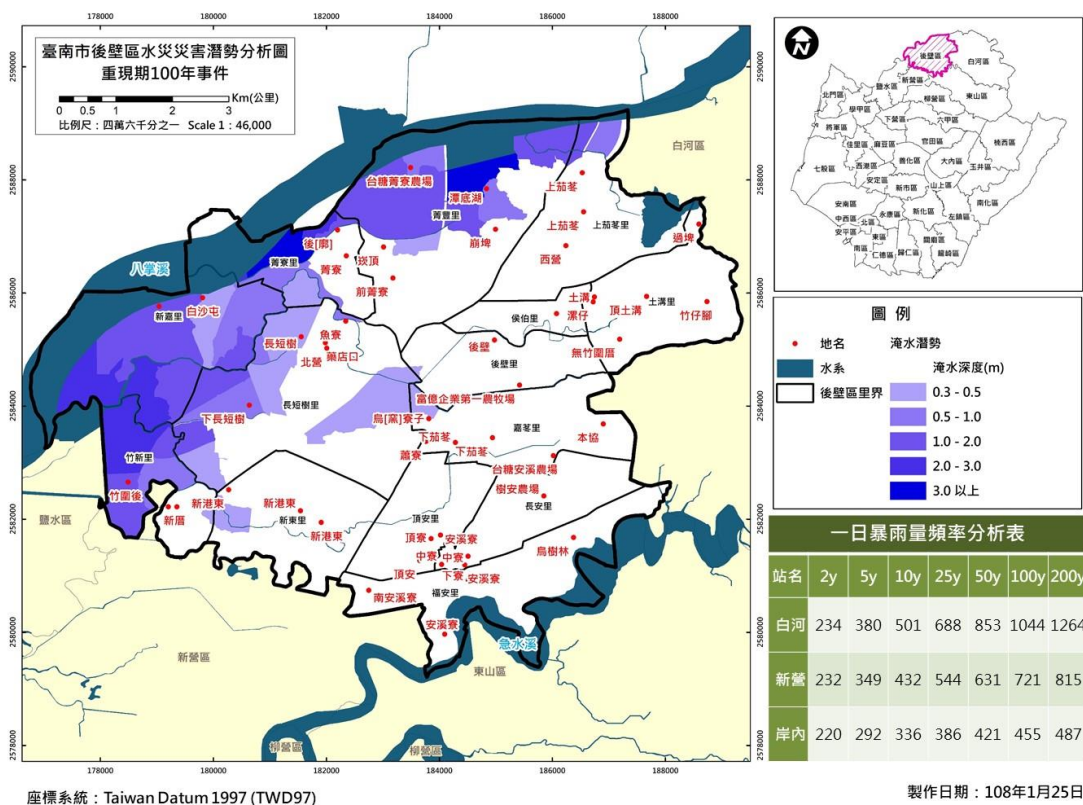 臺南市後壁區水災災害潛勢分析圖
重現期100年事件
Km(公里)
0 0.5 1 2 3
比例尺：四萬六千分之一 Scale 1：46,000
178000 180000 182000 184000 186000 188000
2590000
2588000
2586000
2584000
2582000
2580000
2578000
白河區
台糖菁寮農場
潭底湖
上茄苳
菁豐里
上茄苳
上茄苳里
後[廍]
崁頂
崩埤
過埤
八掌溪
菁寮里
菁寮
西營
前菁寮
白沙屯
新嘉里
土溝
土溝里
漯仔
頂土溝
竹仔腳
魚寮
侯伯里
長短樹
北營
藥店口
後壁
無竹圍厝
後壁里
長短樹里
富億企業第一農牧場
下長短樹
烏[窯]寮子
嘉苳里
下茄苳
本協
蕭寮
下茄苳
竹新里
台糖安溪農場
竹圍後
新港東
新港東
樹安農場
長安里
鹽水區
新厝
新東里
頂安里
新港東
頂寮
安溪寮
烏樹林
中寮
中寮
頂安
下寮
安溪寮
南安溪寮
福安里
安溪寮
急水溪
新營區
東山區
柳營區
柳營區
178000 180000 182000 184000 186000 188000
座標系統：Taiwan Datum 1997 (TWD97)
N
後壁區
白河區
新營區
鹽水區
北門區
柳營區
東山區
學甲區
下營區
六甲區
將軍區
官田區
楠西區
佳里區
麻豆區
七股區
西港區
善化區
大內區
玉井區
安定區
新市區
山上區
安南區
南化區
中西區
北區
永康區
新化區
左鎮區
安平區
東區
關廟區
南區
仁德區
歸仁區
龍崎區
圖 例
地名
淹水潛勢
水系
淹水深度(m)
後壁區里界
0.3 - 0.5
0.5 - 1.0
1.0 - 2.0
2.0 - 3.0
3.0 以上
一日暴雨量頻率分析表
站名 2y 5y 10y 25y 50y 100y 200y
白河 234 380 501 688 853 1044 1264
新營 232 349 432 544 631 721 815
岸內 220 292 336 386 421 455 487
製作日期：108年1月25日